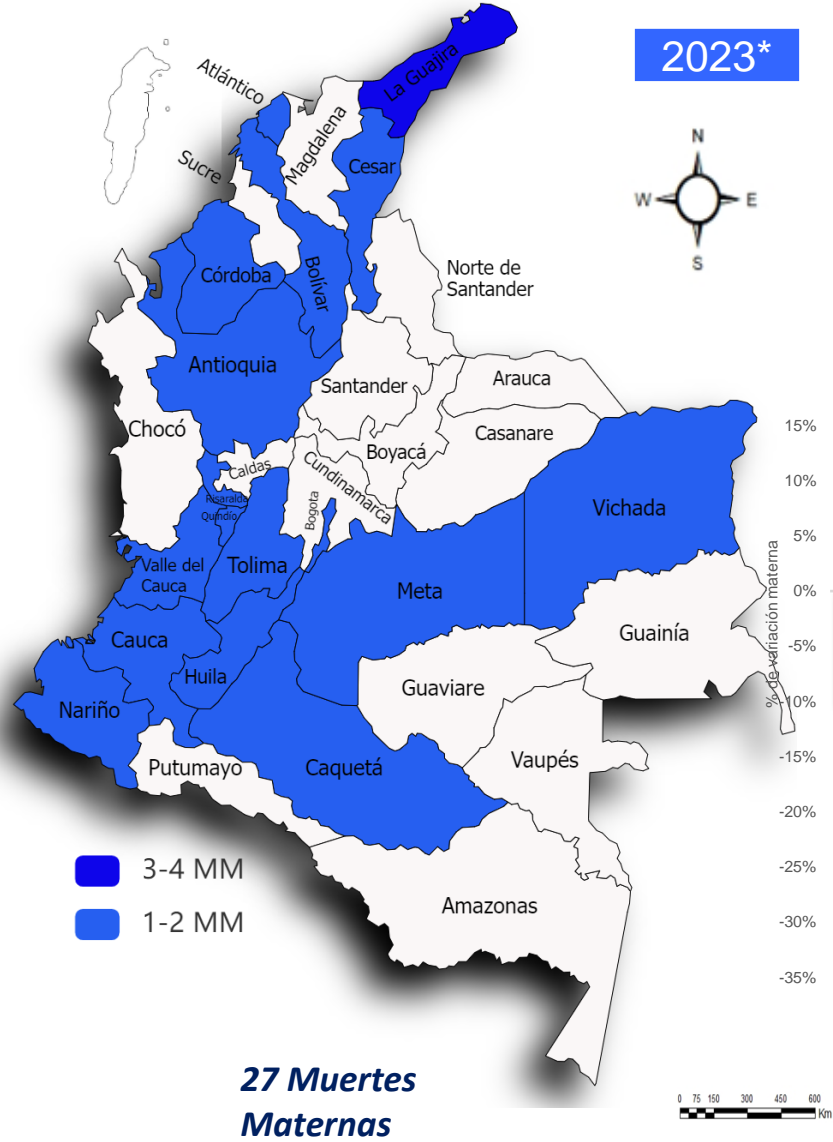 2023*
N
W
E
S
La Guajira
Atlántico
Magdalena
Cesar
Sucre
Córdoba
Bolívar
Norte de
Santander
Antioquia
Santander
Arauca
Chocó
Boyacá
Casanare
Caldas
Cundinamarca
Risaralda
Quindío
Bogota
Vichada
Valle del
Cauca
Tolima
Meta
Cauca
Guainía
Huila
Guaviare
Nariño
Vaupés
Putumayo
Caquetá
Amazonas
15%
10%
5%
0%
-5%
-10%
-15%
-20%
-25%
-30%
-35%
% de variación materna
3-4 MM
1-2 MM
27 Muertes
Maternas
0 75 150 300 450 600
Km